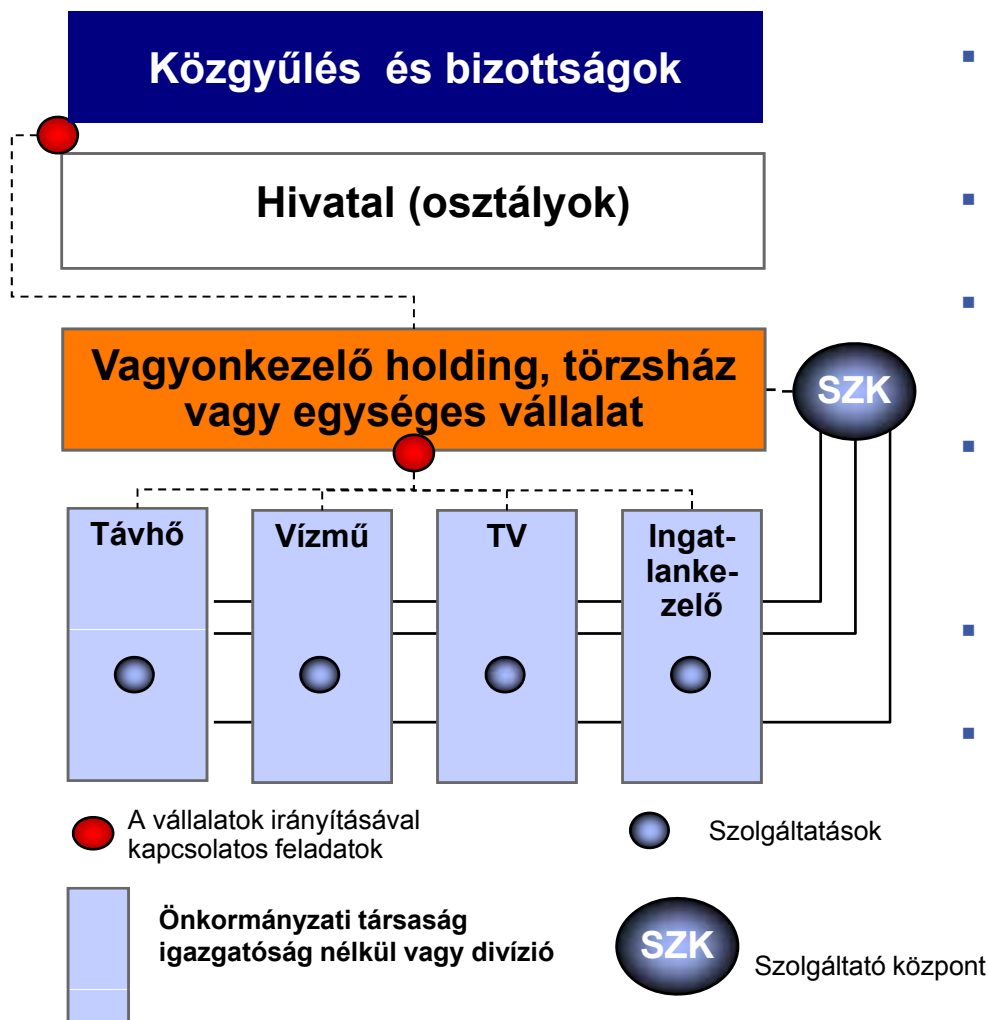 Közgyűlés és bizottságok
Hivatal (osztályok)
Vagyonkezelő holding, törzsház
vagy egységes vállalat
SZK
Távhő
Vízmű
TV
Ingat-
lanke-
zelő
A vállalatok irányításával
kapcsolatos feladatok
Szolgáltatások
Önkormányzati társaság
igazgatóság nélkül vagy divízió
SZK
Szolgáltató központ